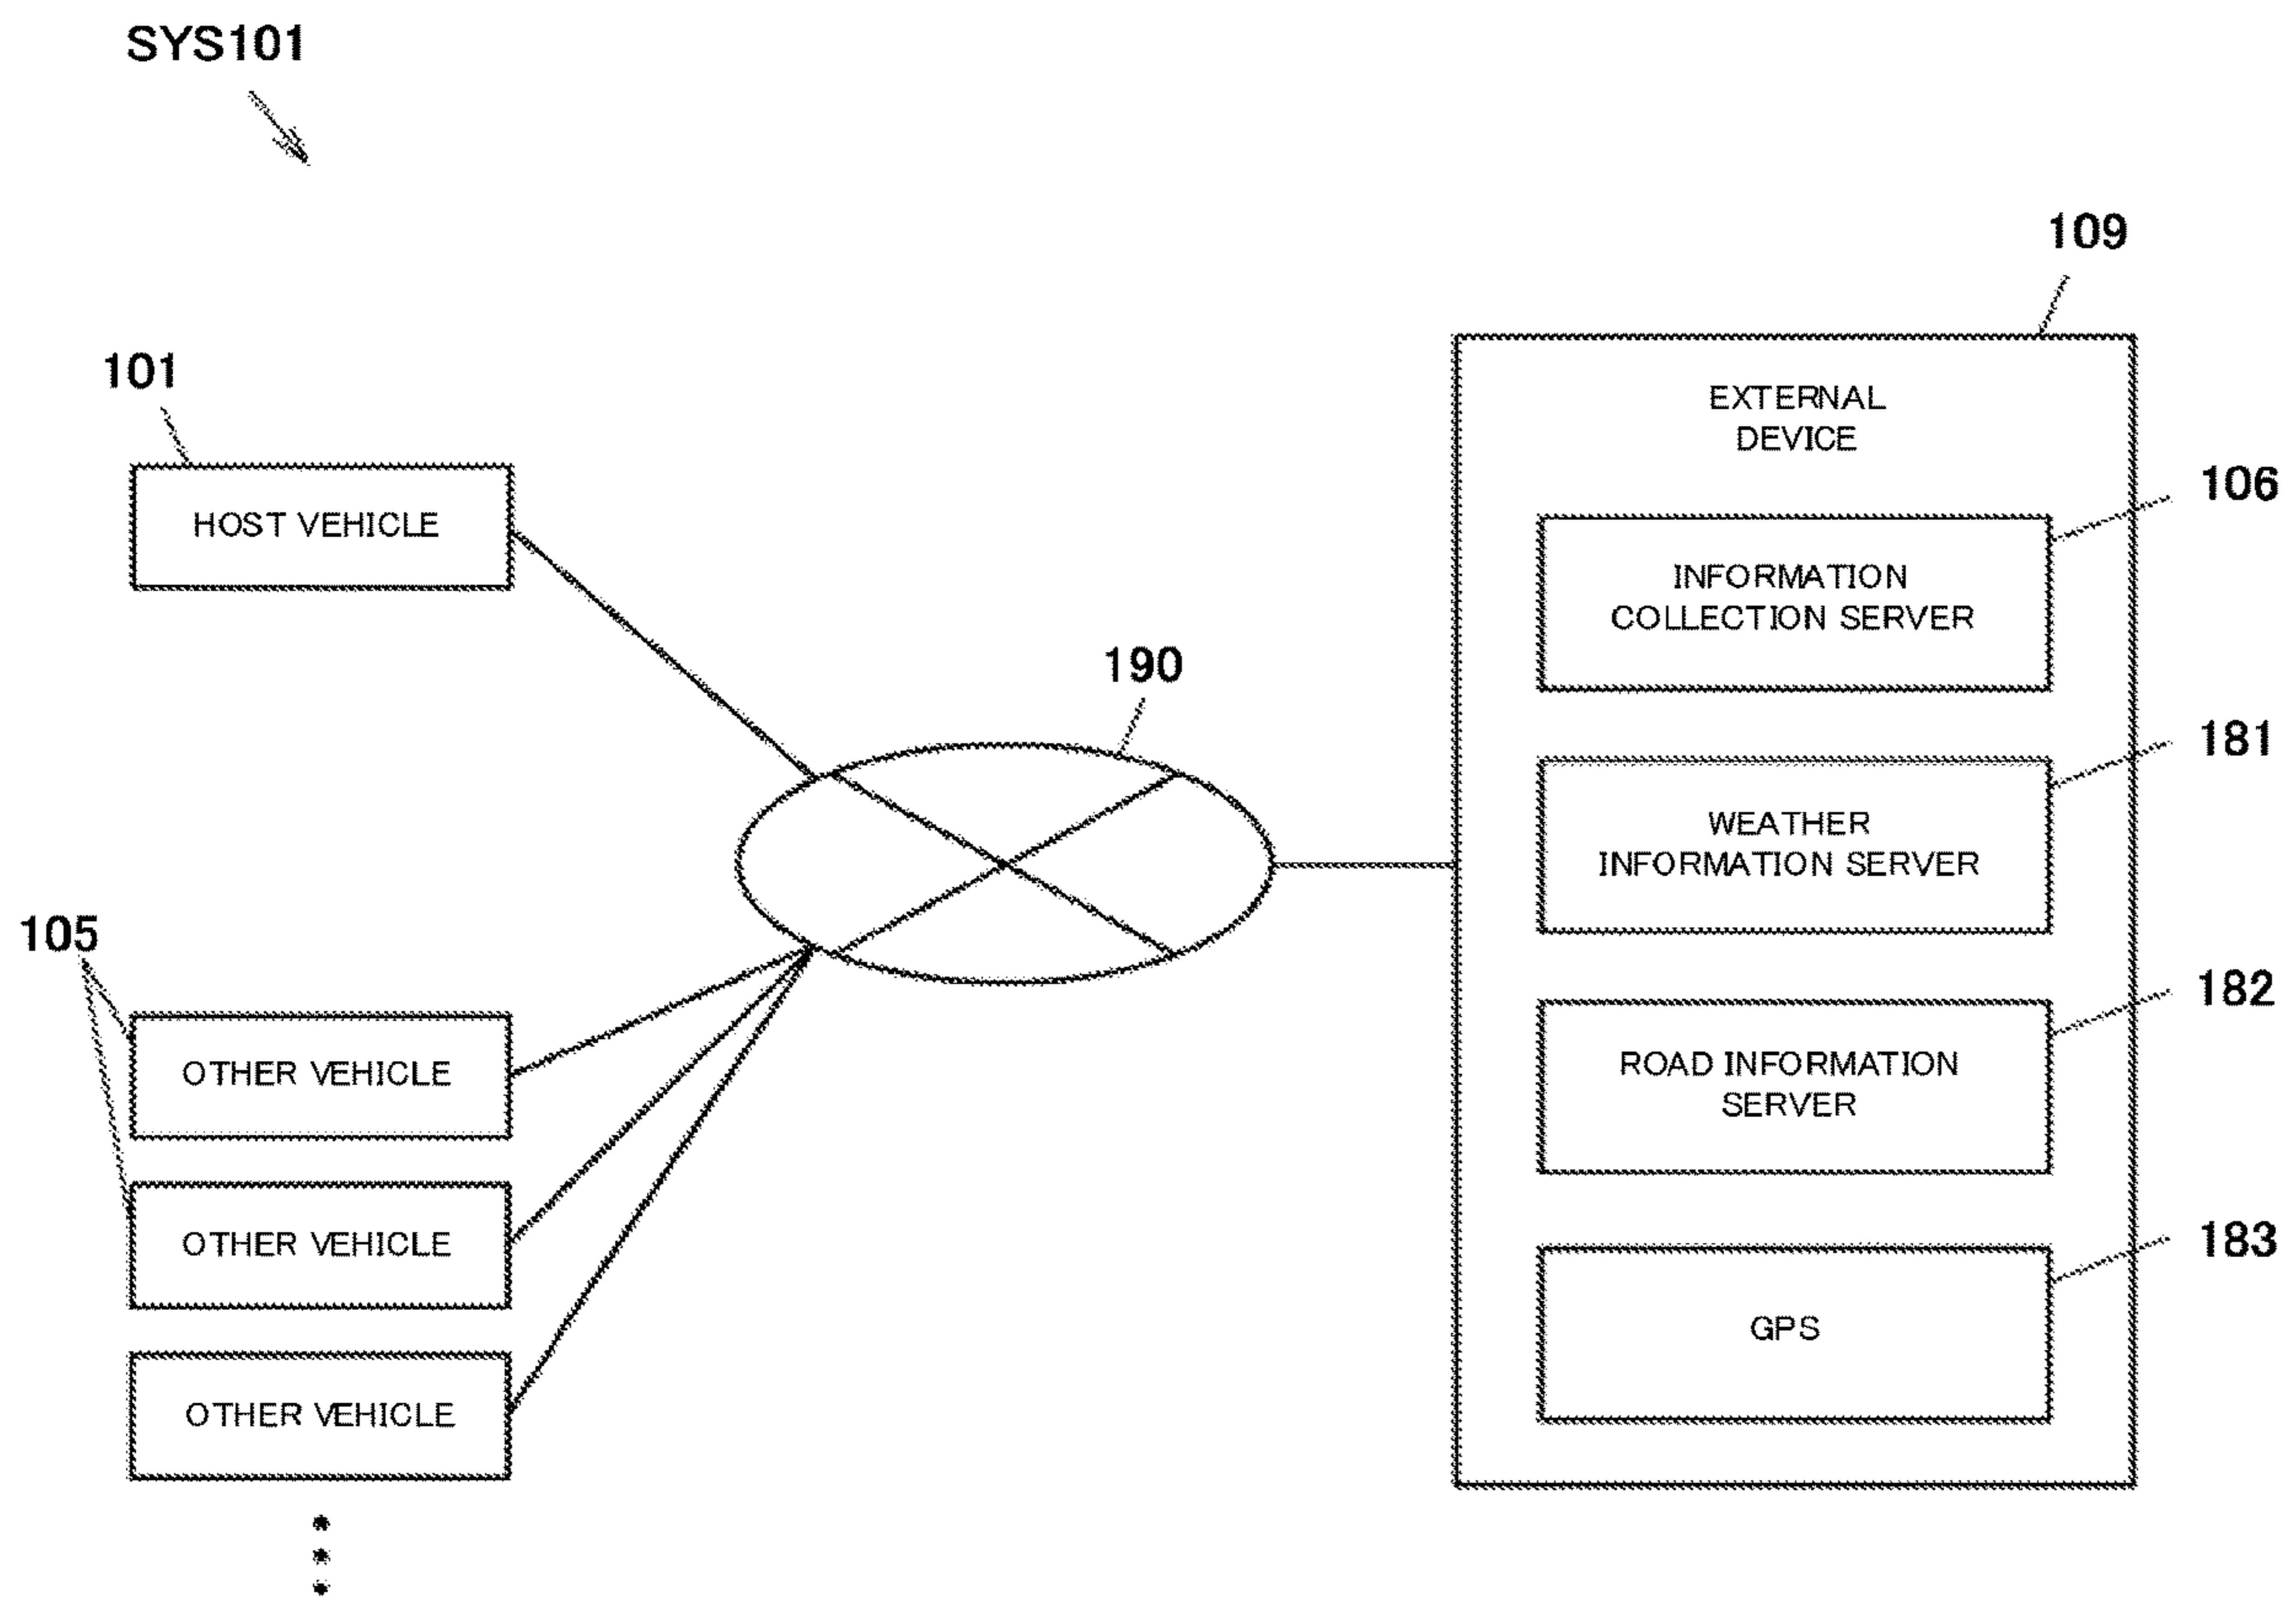 SYS101
109
101
EXTERNAL
DEVICE
106
HOST VEHICLE
INFORMATION
COLLECTION SERVER
190
181
WEATHER
INFORMATION SERVER
105
182
OTHER VEHICLE
ROAD INFORMATION
SERVER
OTHER VEHICLE
183
GPS
OTHER VEHICLE